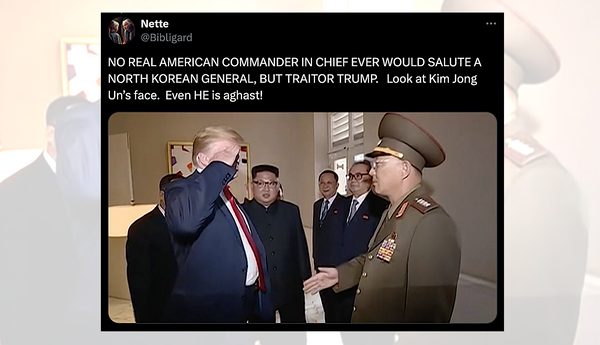 Nette
@Bibligard
NO REAL AMERICAN COMMANDER IN CHIEF EVER WOULD SALUTE A
NORTH KOREAN GENERAL, BUT TRAITOR TRUMP.   Look at Kim Jong
Un's face.  Even HE is aghast!